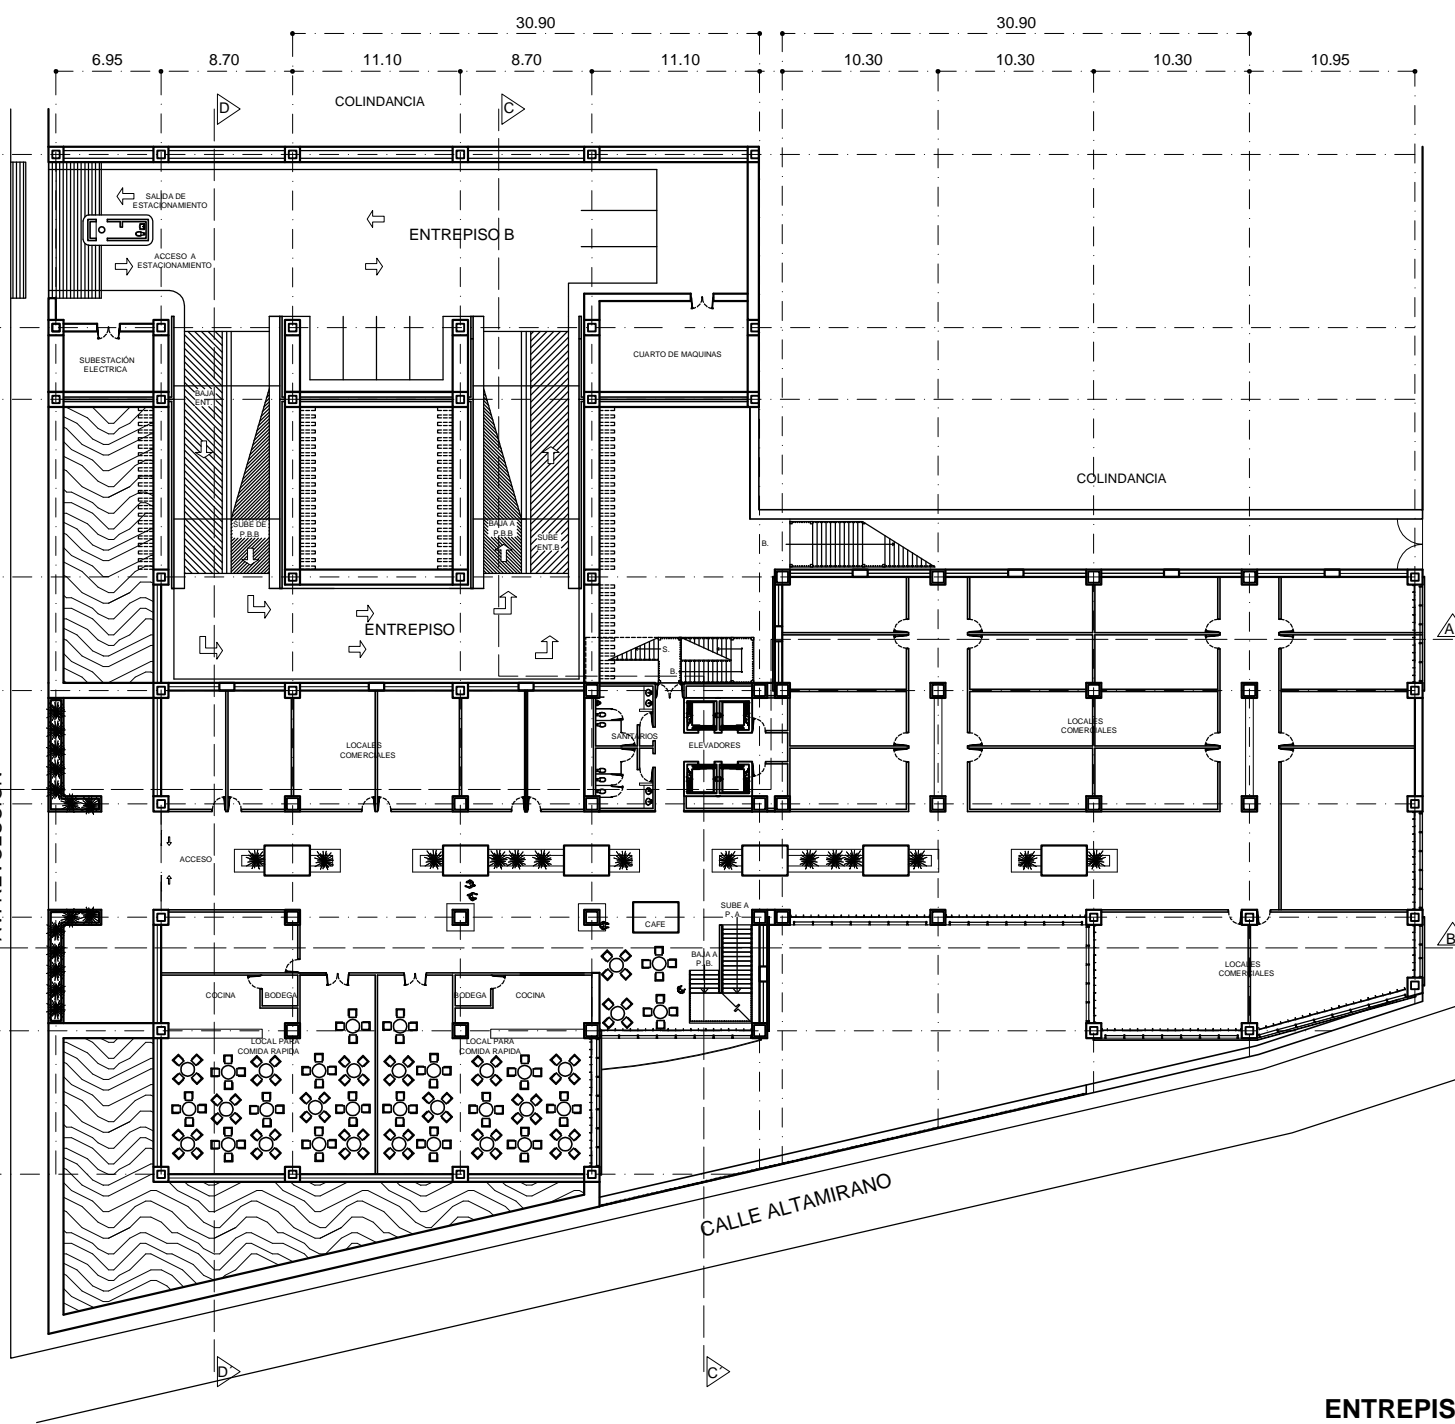 30.90
30.90
6.95
8.70
11.10
8.70
11.10
10.30
10.30
10.30
10.95
D
COLINDANCIA
C
SALIDA DE
ESTACIONAMIENTO
ENTREPISO B
ACCESO A
ESTACIONAMIENTO
SUBESTACIÓN
ELECTRICA
CUARTO DE MAQUINAS
BAJA
ENT.
COLINDANCIA
SUBE DE
P.B.B
BAJA A
P.B.B
SUBE
ENT.B
B.
ENTREPISO
A
S.
B.
LOCALES
COMERCIALES
SANITARIOS
ELEVADORES
LOCALES
COMERCIALES
ACCESO
SUBE A
P. A.
CAFE
BAJA A
P.B.
B
LOCALES
COMERCIALES
COCINA
BODEGA
BODEGA
COCINA
LOCAL PARA
COMIDA RAPIDA
LOCAL PARA
COMIDA RAPIDA
CALLE ALTAMIRANO
D´
C´
ENTREPIS